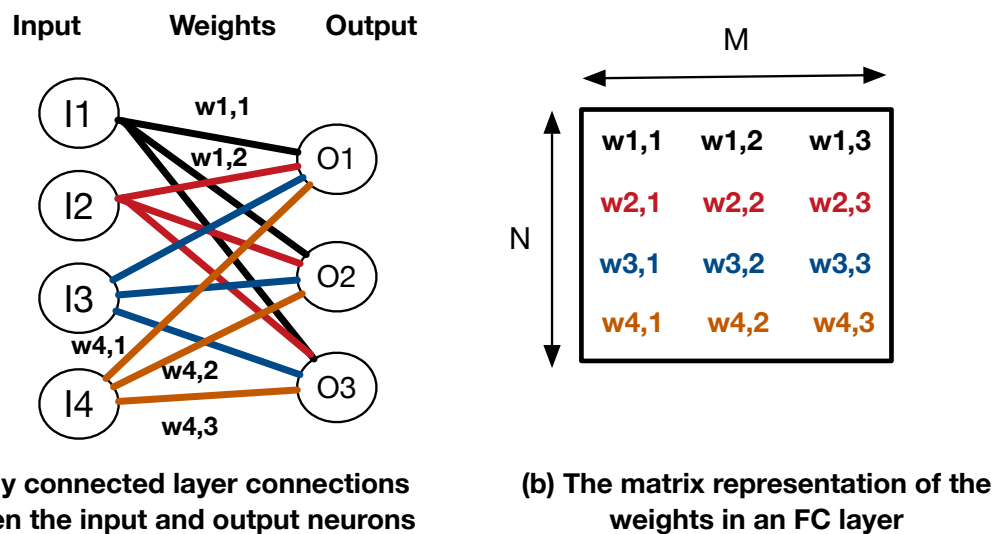 Input Weights Output
I1
I2
I3
I4
w1,1
w1,2
w4,1
w4,2
w4,3
O1
O2
O3
y connected layer connections
en the input and output neurons
M
N
w1,1 w1,2 w1,3
w2,1 w2,2 w2,3
w3,1 w3,2 w3,3
w4,1 w4,2 w4,3
(b) The matrix representation of the
weights in an FC layer